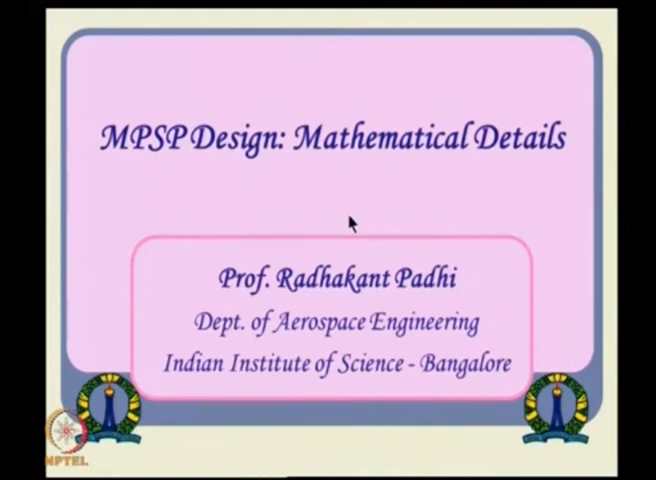 MPSP Design: Mathematical Details
Prof. Radhakant Padhi
Dept. of Aerospace Engineering
Indian Institute of Science - Bangalore
NPTEL